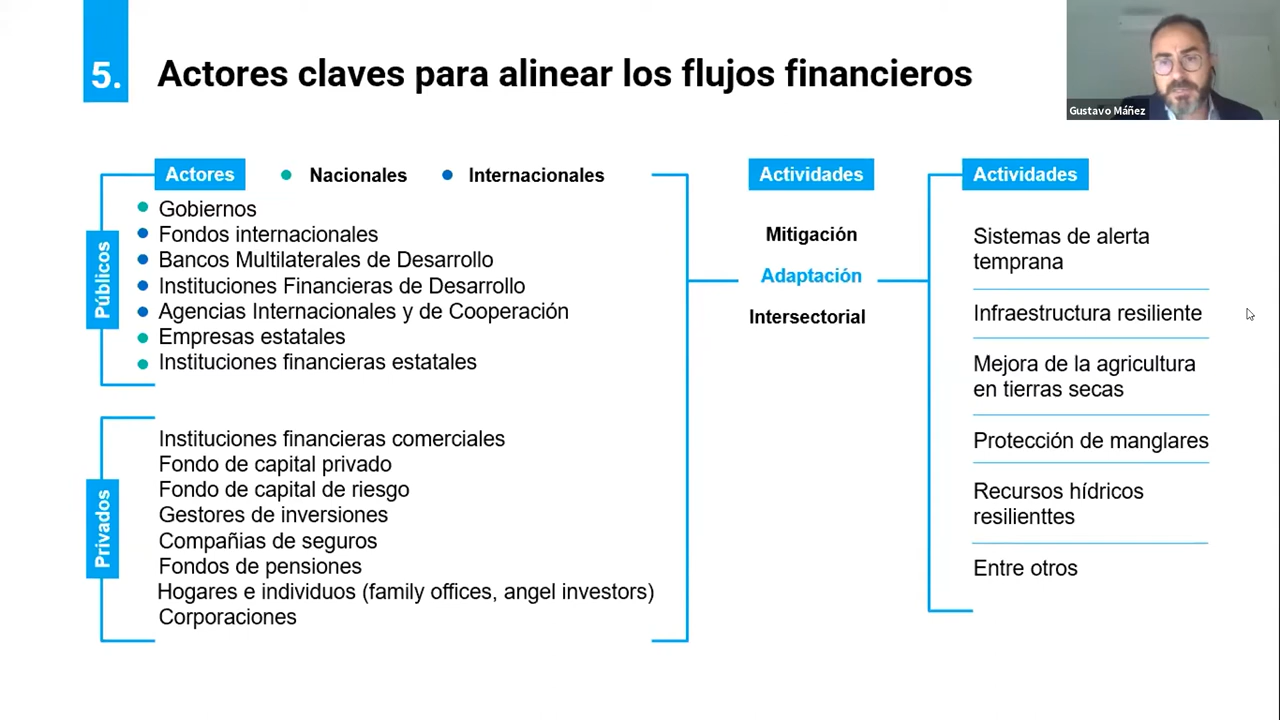 5.
Actores claves para alinear los flujos financieros
Gustavo Máñez
Actores
Nacionales
Internacionales
Públicos
Gobiernos
Fondos internacionales
Bancos Multilaterales de Desarrollo
Instituciones Financieras de Desarrollo
Agencias Internacionales y de Cooperación
Empresas estatales
Instituciones financieras estatales
Privados
Instituciones financieras comerciales
Fondo de capital privado
Fondo de capital de riesgo
Gestores de inversiones
Compañias de seguros
Fondos de pensiones
Hogares e individuos (family offices, angel investors)
Corporaciones
Actividades
Mitigación
Adaptación
Intersectorial
Actividades
Sistemas de alerta
temprana
Infraestructura resiliente
Mejora de la agricultura
en tierras secas
Protección de manglares
Recursos hídricos
resilienttes
Entre otros